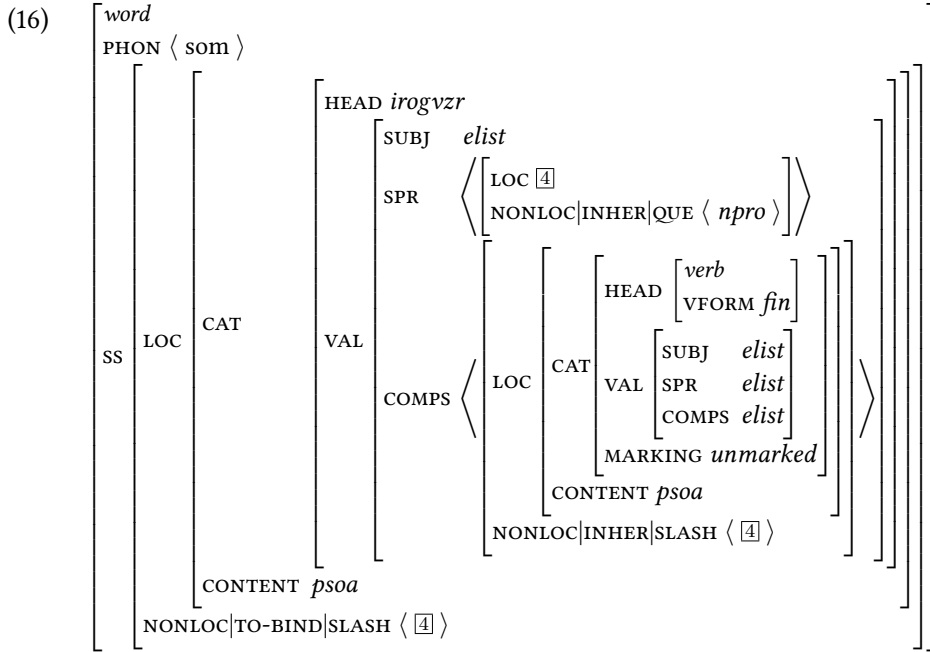 (16)
word
PHON ⟨ som ⟩
HEAD irogvzr
SUBJ elist
SPR LOC 4
NONLOC|INHER|QUE ⟨ npro ⟩
SS LOC CAT VAL
COMPS LOC CAT HEAD verb
VFORM fin
VAL SUBJ elist
SPR elist
COMPS elist
MARKING unmarked
CONTENT psoa
NONLOC|INHER|SLASH ⟨ 4 ⟩
CONTENT psoa
NONLOC|TO-BIND|SLASH ⟨ 4 ⟩